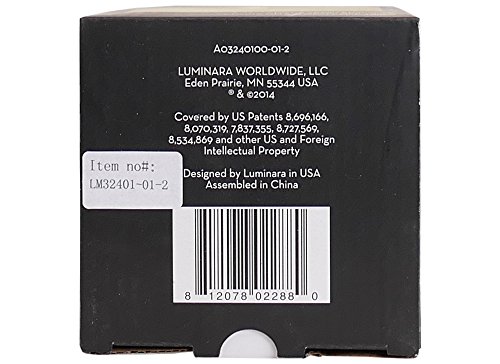 A03240100-01-2
LUMINARA WORLDWIDE, LLC
Eden Prairie, MN 55344 USA
® & ©2014
Covered by US Patents 8,696,166,
8,070,319, 7,837,355, 8,727,569,
8,534,869 and other US and Foreign
Intellectual Property
Item no#:
LM32401-01-2
Designed by Luminara in USA
Assembled in China
8 12078 02288 0